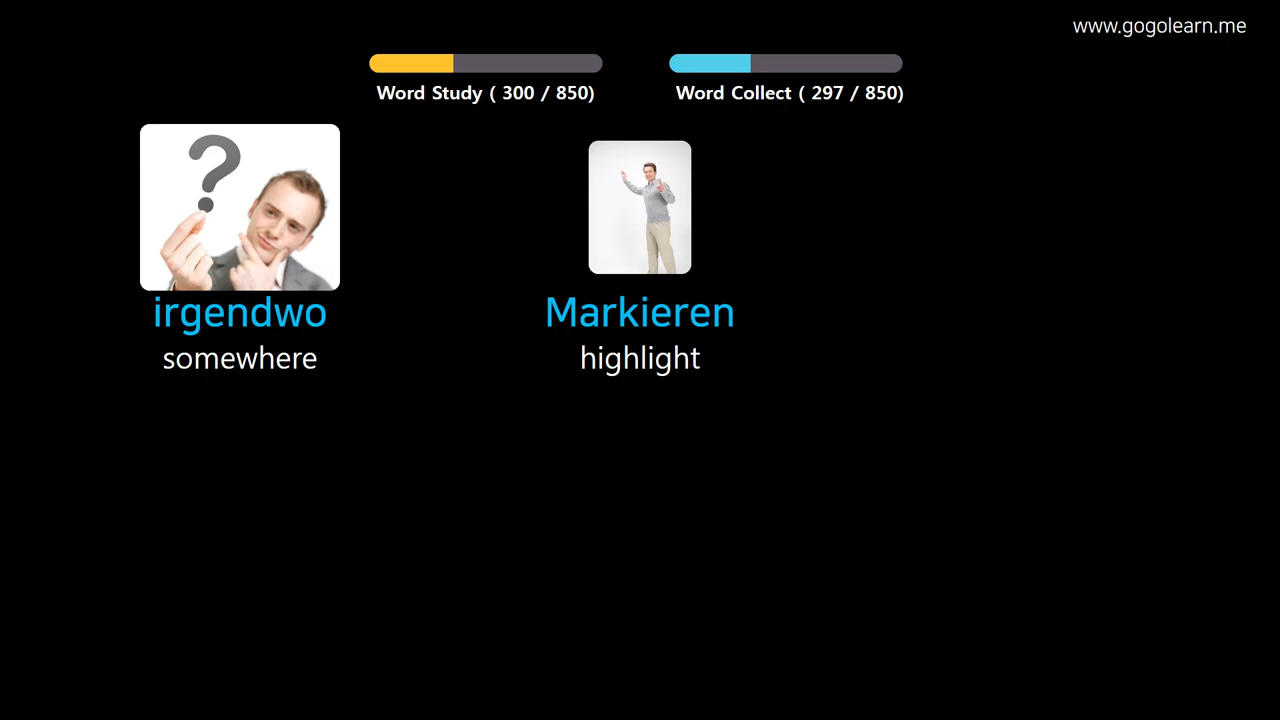 www.gogolearn.me
Word Study ( 300 / 850)
Word Collect ( 297 / 850)
?
irgendwo
somewhere
Markieren
highlight